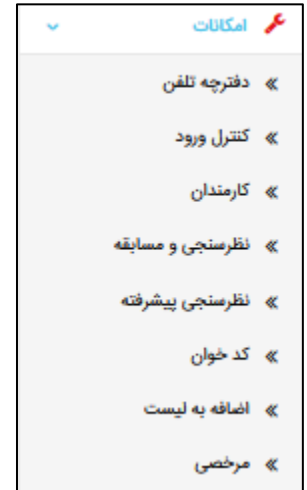 امکانات
دفترچه تلفن
کنترل ورود
کارمندان
نظرسنجی و مسابقه
نظرسنجی پیشرفته
کد خوان
اضافه به لیست
مرخصی